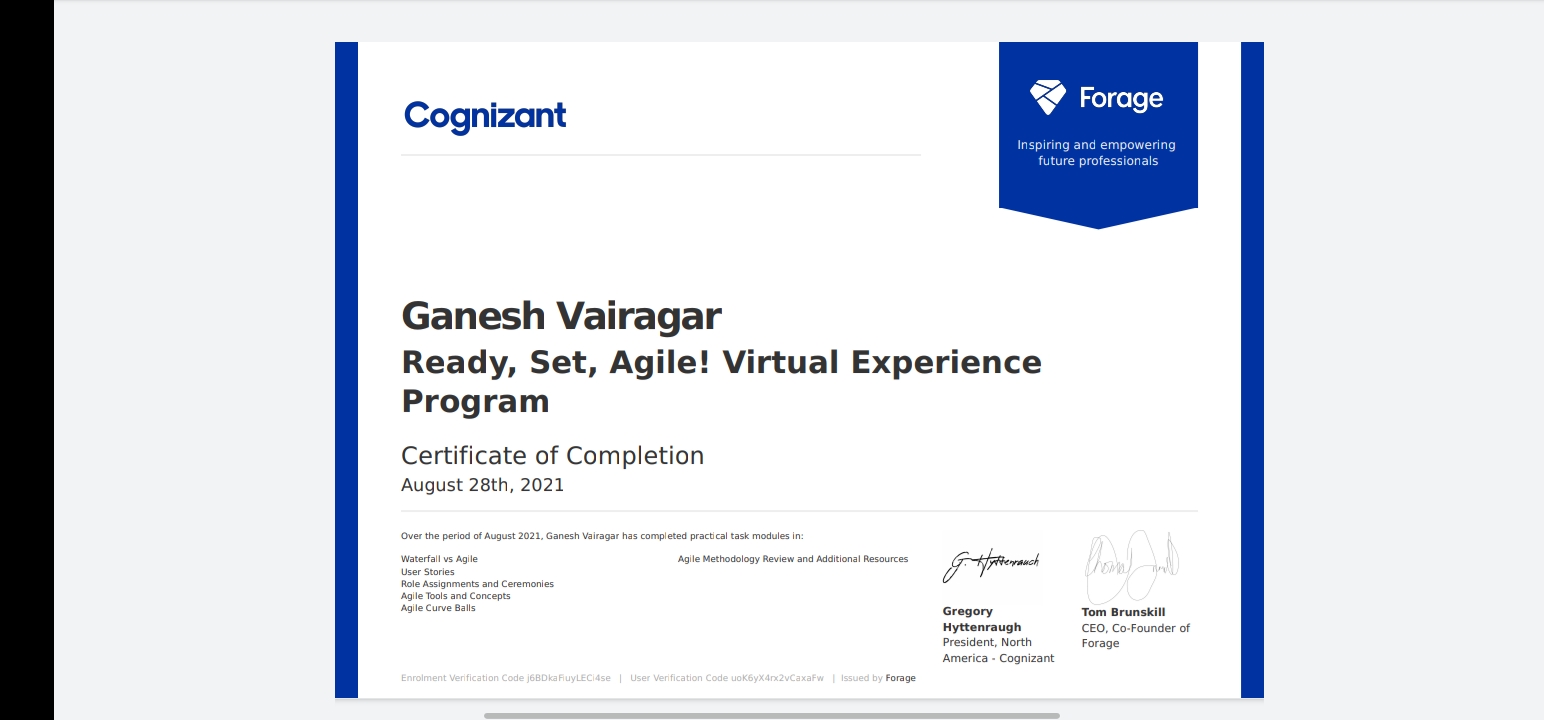 Cognizant
Forage
Inspiring and empowering
future professionals
Ganesh Vairagar
Ready, Set, Agile! Virtual Experience
Program
Certificate of Completion
August 28th, 2021
Over the period of August 2021, Ganesh Vairagar has completed practical task modules in:
Waterfall vs Agile
User Stories
Role Assignments and Ceremonies
Agile Tools and Concepts
Agile Curve Balls
Agile Methodology Review and Additional Resources
G. Hyttenrauch
Gregory
Hyttenraugh
President, North
America - Cognizant
Tom Brunskill
CEO, Co-Founder of
Forage
Enrolment Verification Code | User Verification Code uoK6yX4rx2vCaxaFw | Issued by Forage